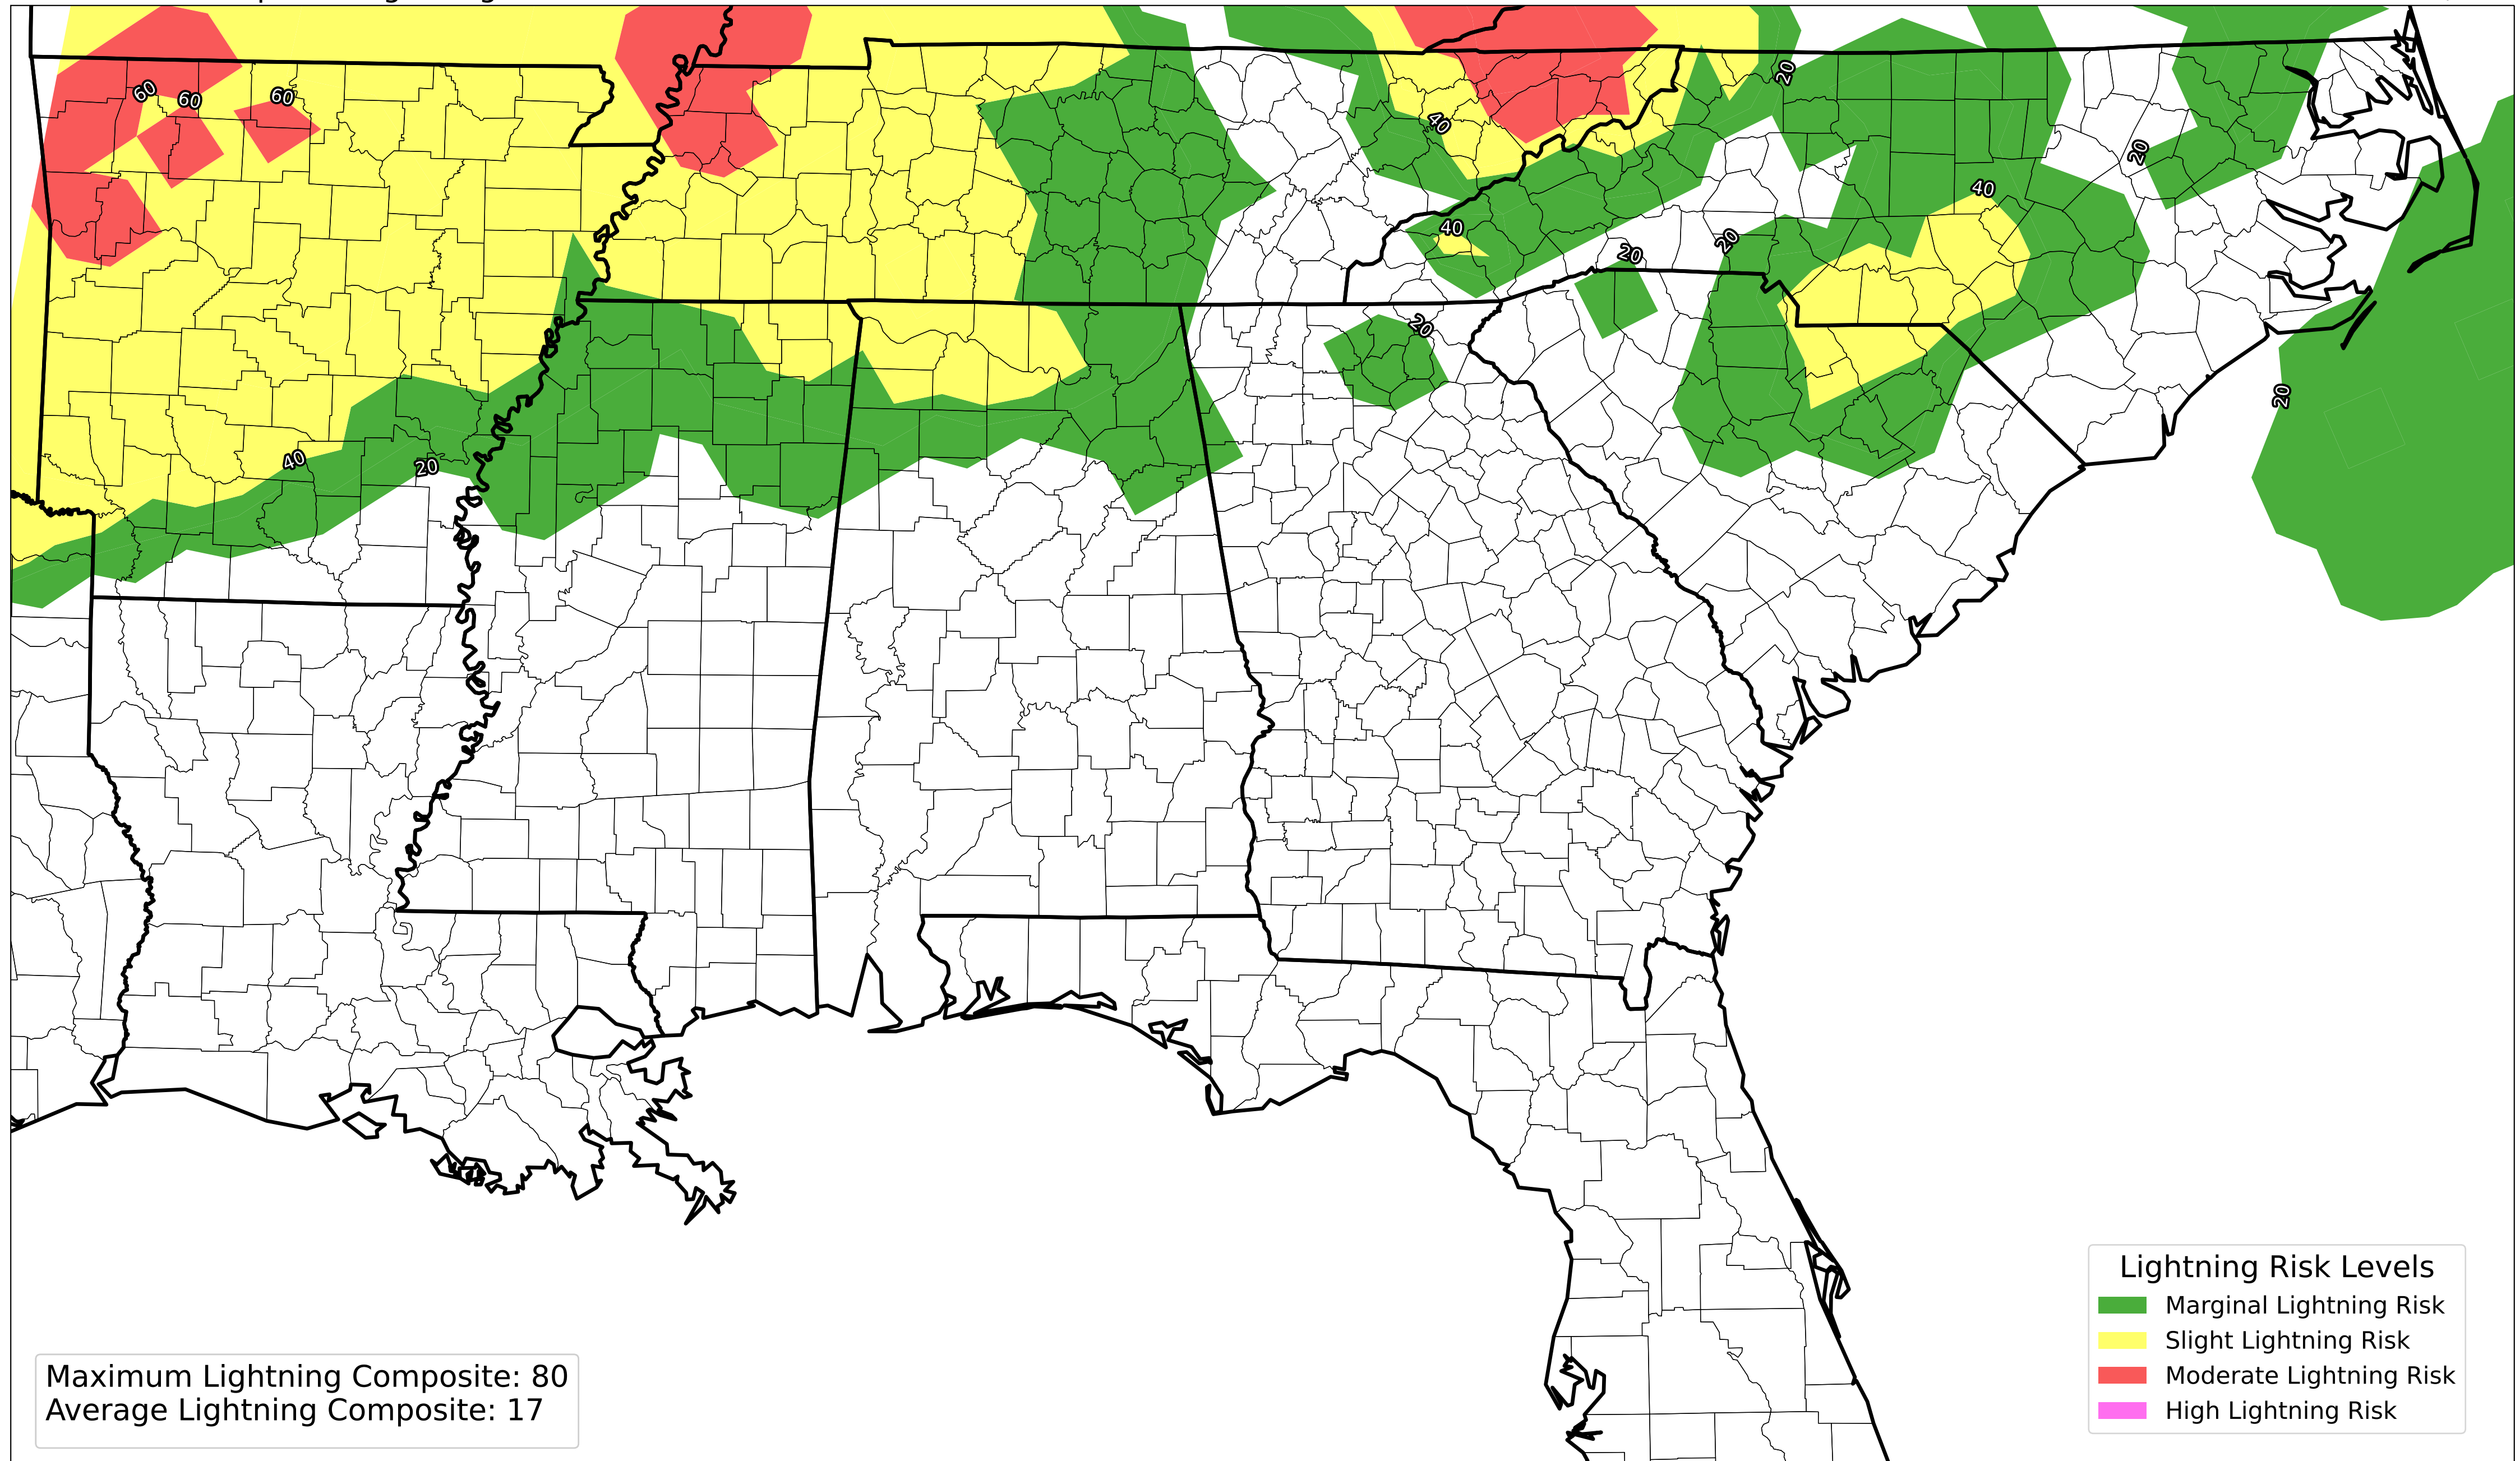 60
60
60
40
20
20
40
40
20
40
20
20
20
40
20
20
Lightning Risk Levels
Marginal Lightning Risk
Slight Lightning Risk
Moderate Lightning Risk
High Lightning Risk
Maximum Lightning Composite: 80
Average Lightning Composite: 17